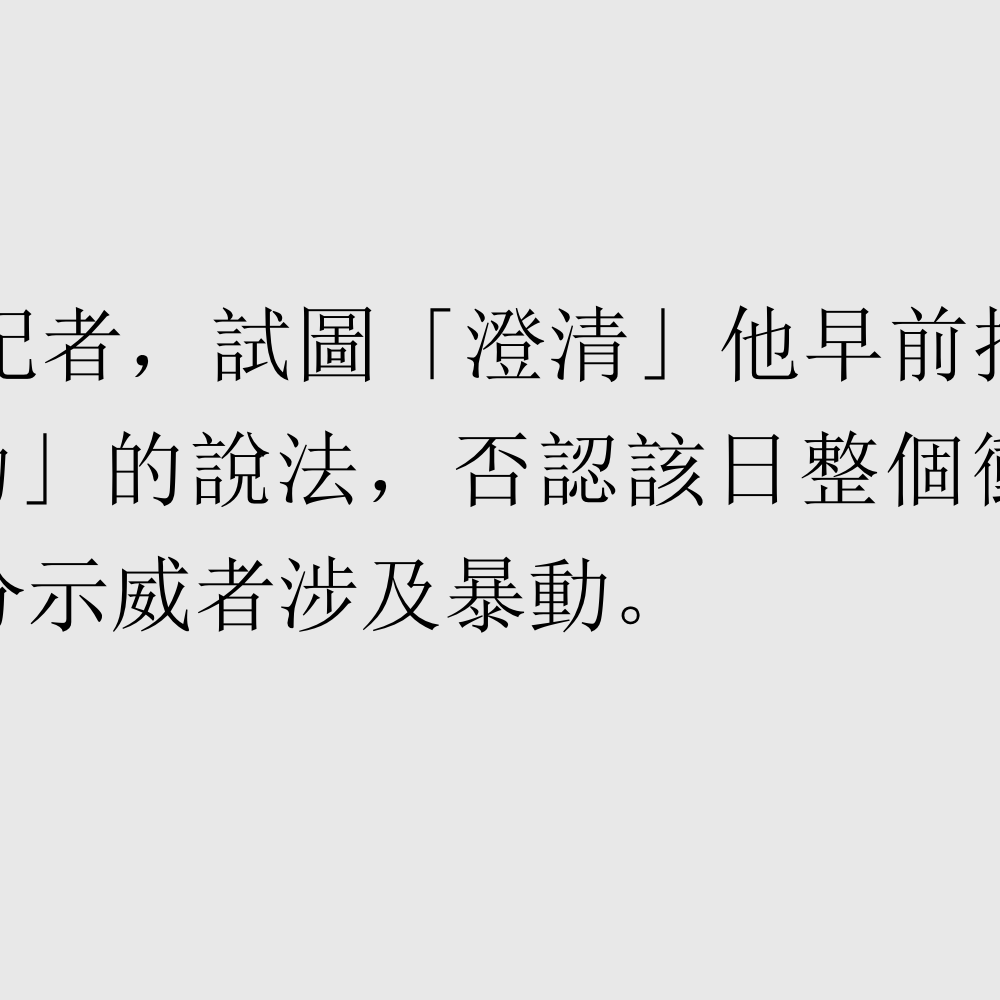 記者，試圖「澄清」他早前
」的說法，否認該日整個
示威者涉及暴動。